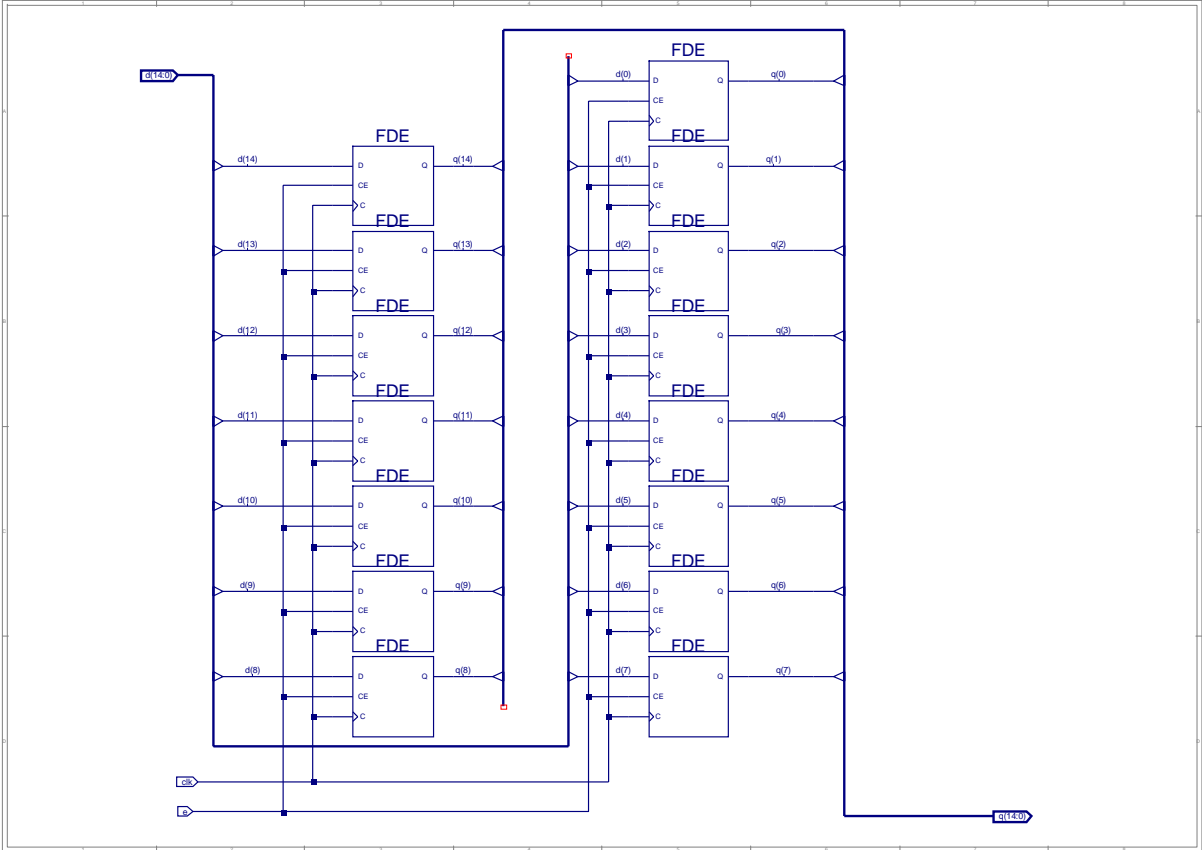 FDE
d(14:0)
d(0) D Q q(0)
CE
C
FDE FDE
d(14) D Q q(14) d(1) D Q q(1)
CE CE
C C
FDE FDE
d(13) D Q q(13) d(2) D Q q(2)
CE CE
C C
FDE FDE
d(12) D Q q(12) d(3) D Q q(3)
CE CE
C C
FDE FDE
d(11) D Q q(11) d(4) D Q q(4)
CE CE
C C
FDE FDE
d(10) D Q q(10) d(5) D Q q(5)
CE CE
C C
FDE FDE
d(9) D Q q(9) d(6) D Q q(6)
CE CE
C C
FDE FDE
d(8) D Q q(8) d(7) D Q q(7)
CE CE
C C
clk
e
q(14:0)